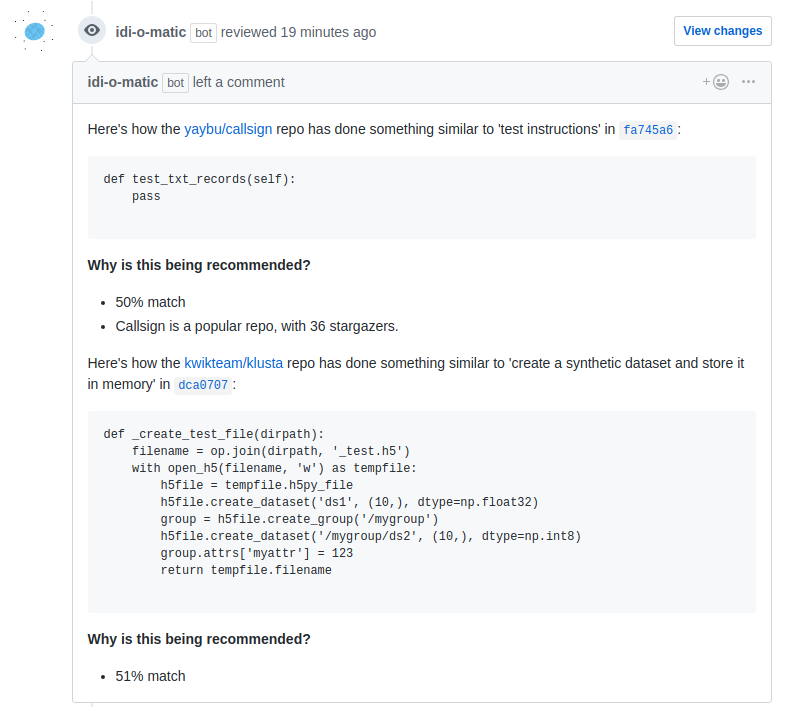 idi-o-matic bot reviewed 19 minutes ago
View changes
idi-o-matic bot left a comment
Here's how the yaybu/callsign repo has done something similar to 'test instructions' in fa745a6:
def test_txt_records(self):
    pass
Why is this being recommended?
• 50% match
• Callsign is a popular repo, with 36 stargazers.
Here's how the kwikteam/klusta repo has done something similar to 'create a synthetic dataset and store it
in memory' in dca0707:
def _create_test_file(dirpath):
    filename = op.join(dirpath, '_test.h5')
    with open_h5(filename, 'w') as tempfile:
        h5file = tempfile.h5py_file
        h5file.create_dataset('ds1', (10,), dtype=np.float32)
        group = h5file.create_group('/mygroup')
        h5file.create_dataset('/mygroup/ds2', (10,), dtype=np.int8)
        group.attrs['myattr'] = 123
        return tempfile.filename
Why is this being recommended?
• 51% match